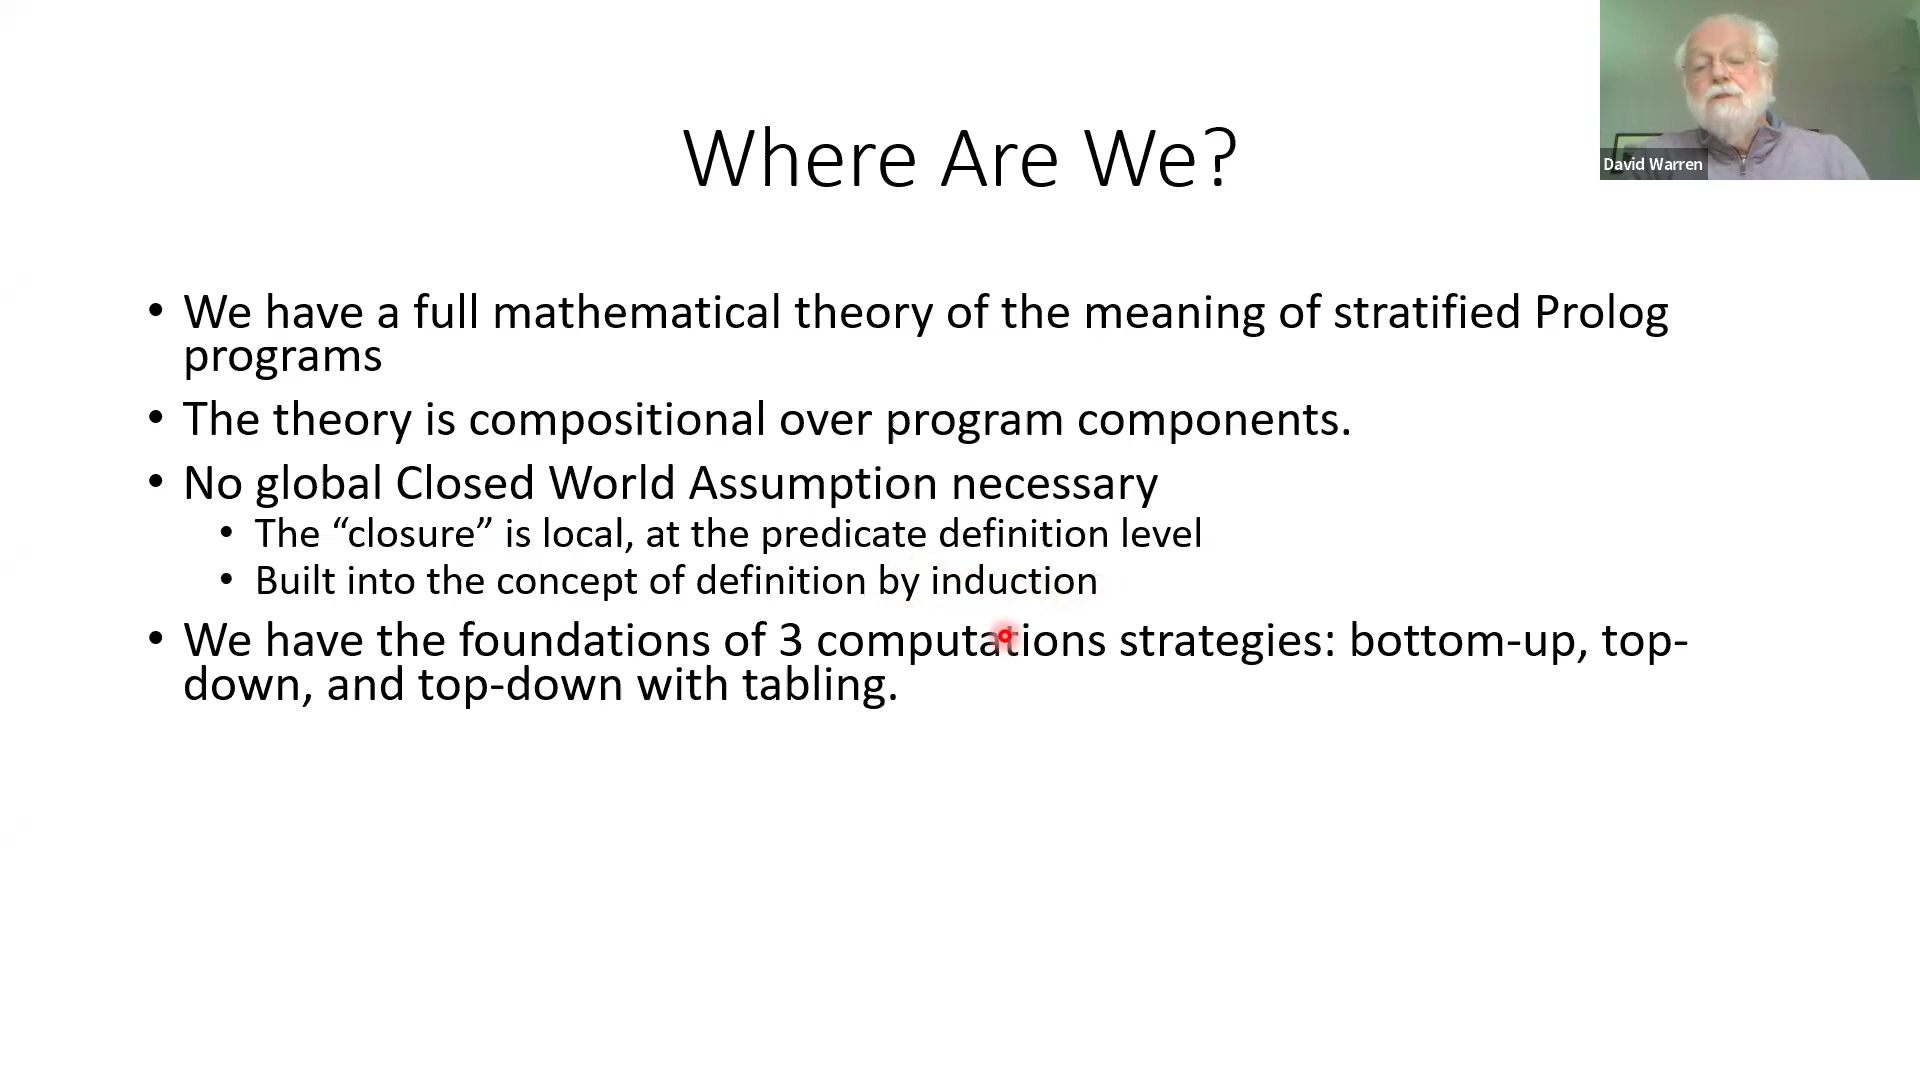 Where Are We?
David Warren
• We have a full mathematical theory of the meaning of stratified Prolog
programs
• The theory is compositional over program components.
• No global Closed World Assumption necessary
• The “closure” is local, at the predicate definition level
• Built into the concept of definition by induction
• We have the foundations of 3 computations strategies: bottom-up, top-
down, and top-down with tabling.